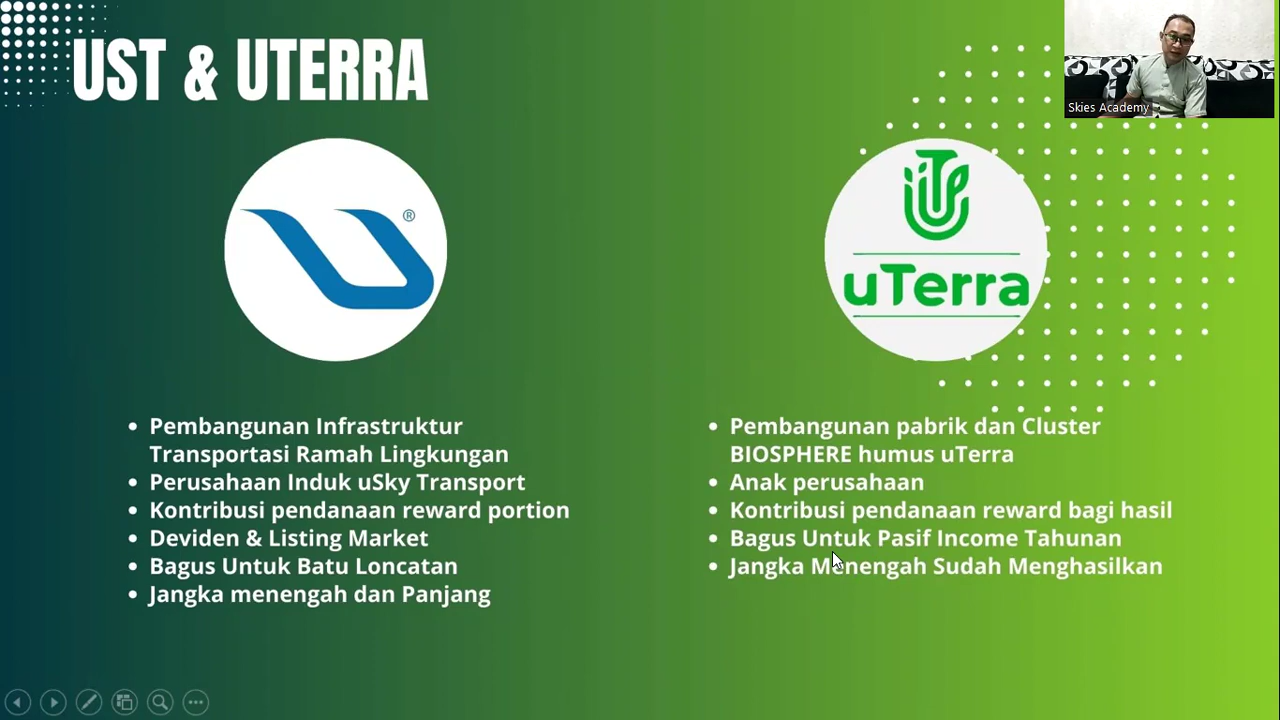 UST & UTERRA
Skies Academy
®
uTerra
Pembangunan Infrastruktur
Transportasi Ramah Lingkungan
Perusahaan Induk uSky Transport
Kontribusi pendanaan reward portion
Deviden & Listing Market
Bagus Untuk Batu Loncatan
Jangka menengah dan Panjang
Pembangunan pabrik dan Cluster
BIOSPHERE humus uTerra
Anak perusahaan
Kontribusi pendanaan reward bagi hasil
Bagus Untuk Pasif Income Tahunan
Jangka Menengah Sudah Menghasilkan